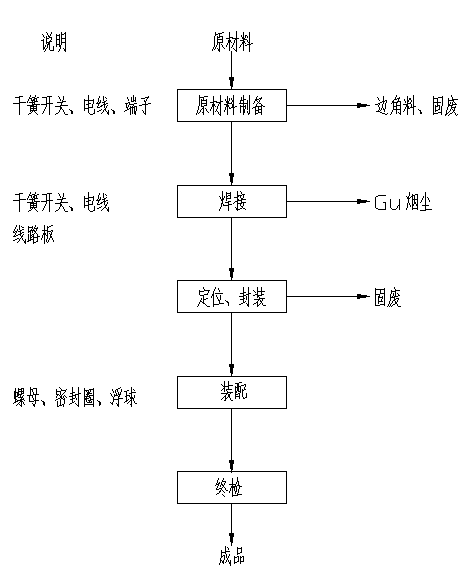 说明
原材料
干簧开关、电线、端子
原材料制备
边角料、固废
干簧开关、电线
线路板
焊接
Gu烟尘
定位、封装
固废
螺母、密封圈、浮球
装配
终检
成品